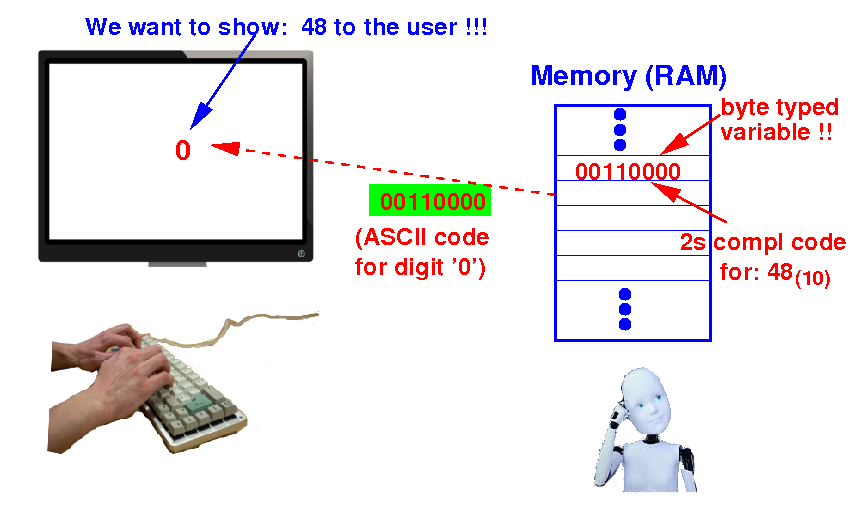 We want to show:  48 to the user !!!
Memory (RAM)
byte typed
variable !!
0
00110000
00110000
(ASCII code
for digit ’0’)
2s compl code
for: 48(10)